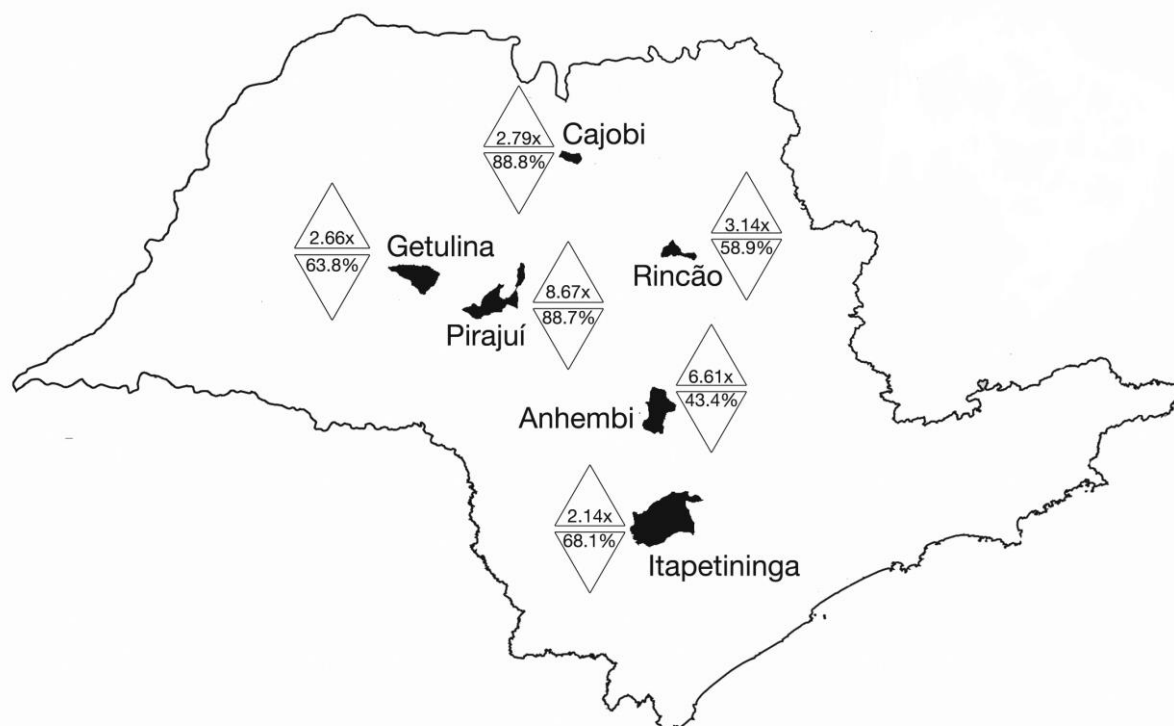 2.79x
88.8%
Cajobi
2.66x
63.8%
Getulina
3.14x
58.9%
Rincão
8.67x
88.7%
Pirajuí
6.61x
43.4%
Anhembi
2.14x
68.1%
Itapetininga